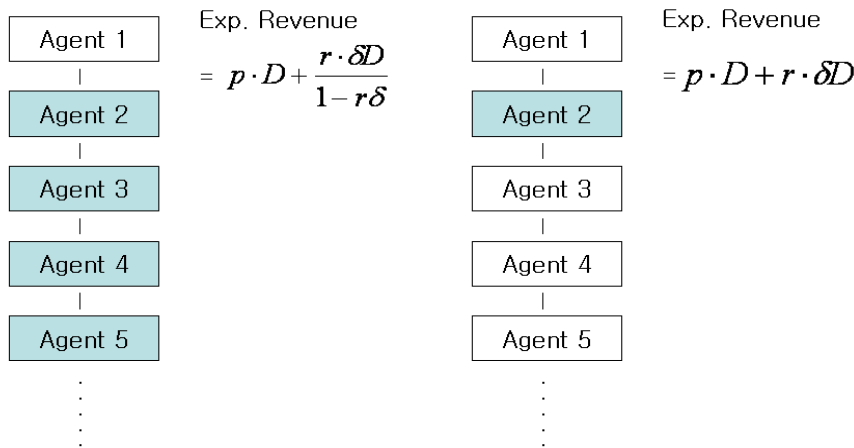 Agent 1
Exp. Revenue
= p · D + \frac{r · δD}{1 − rδ}
Agent 2
Agent 3
Agent 4
Agent 5
Agent 1
Exp. Revenue
= p · D + r · δD
Agent 2
Agent 3
Agent 4
Agent 5